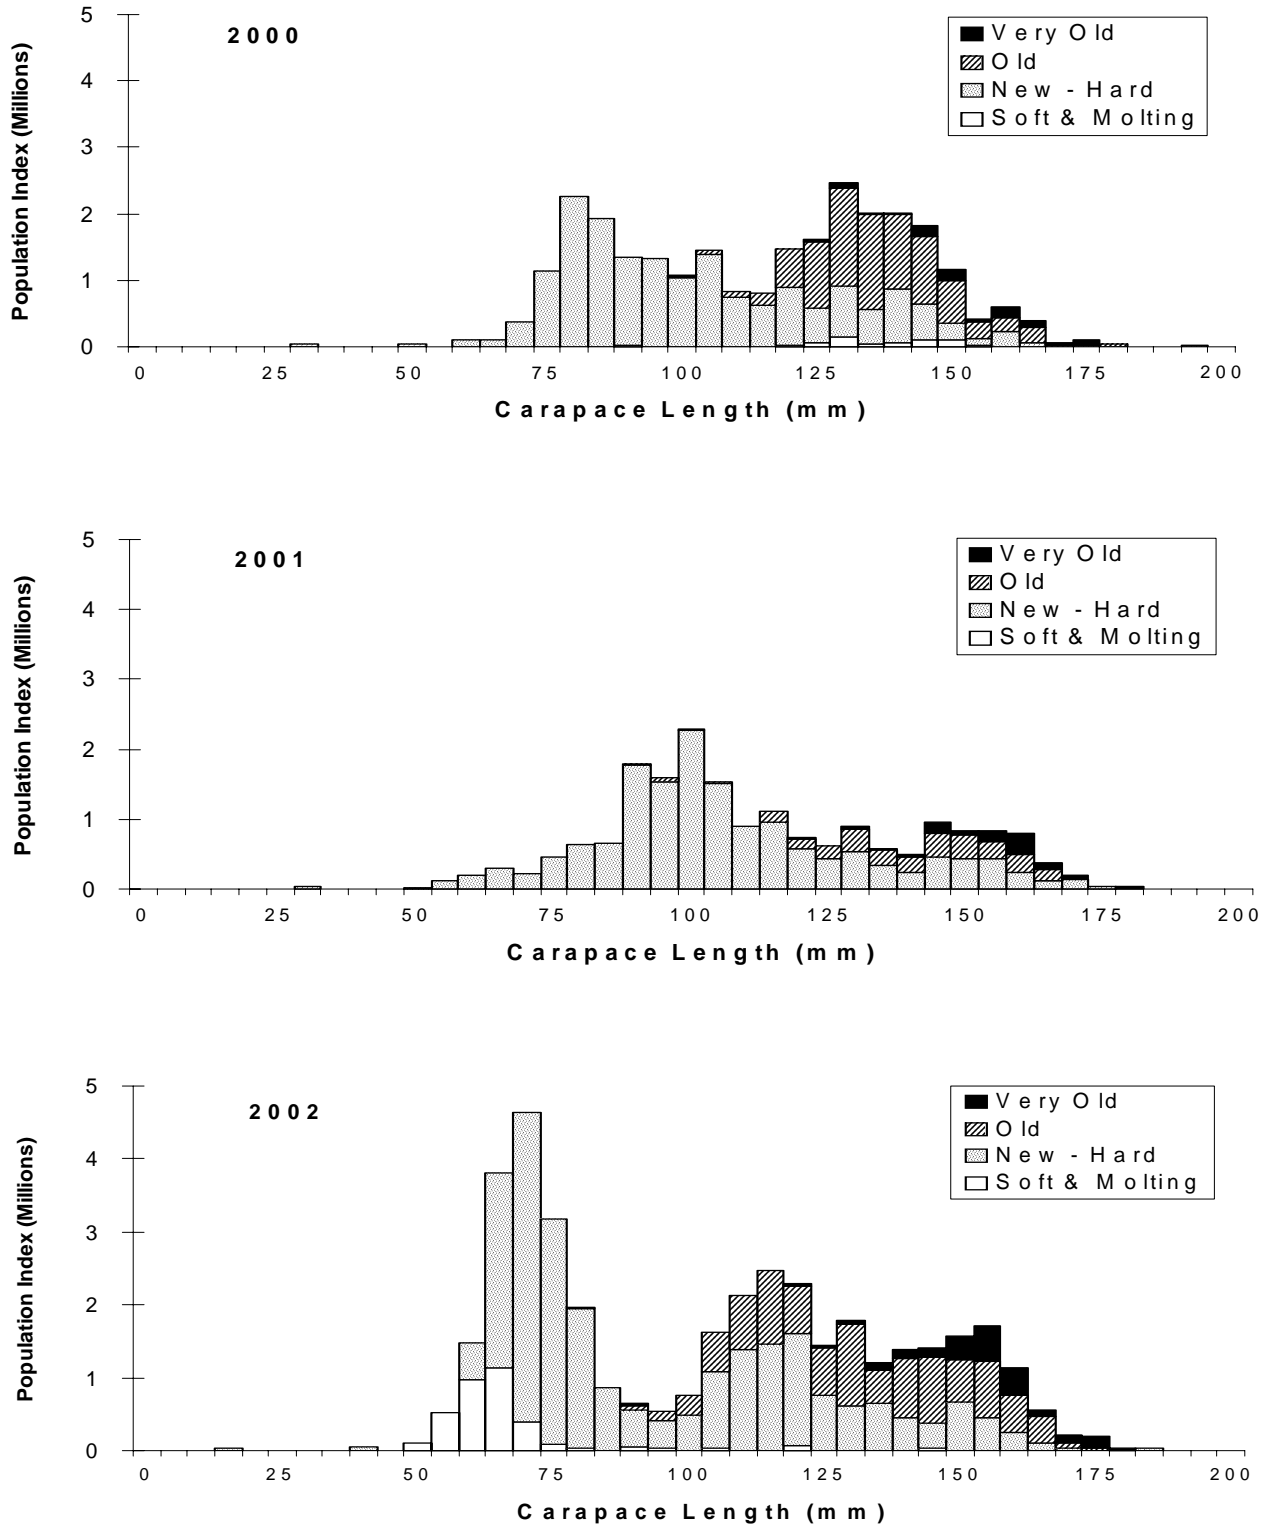 2000
Very Old
Old
New - Hard
Soft & Molting
Population Index (Millions)
5
4
3
2
1
0
0 25 50 75 100 125 150 175 200
Carapace Length (mm)
2001
Very Old
Old
New - Hard
Soft & Molting
Population Index (Millions)
5
4
3
2
1
0
0 25 50 75 100 125 150 175 200
Carapace Length (mm)
2002
Very Old
Old
New - Hard
Soft & Molting
Population Index (Millions)
5
4
3
2
1
0
0 25 50 75 100 125 150 175 200
Carapace Length (mm)